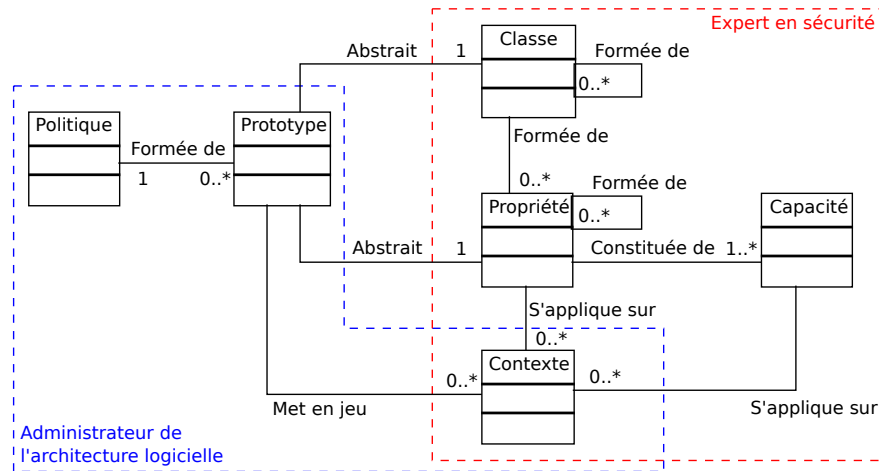 Expert en sécurité
Classe
Abstrait
1
Formée de
0..*
Politique
Prototype
Formée de
1
0..*
Formée de
0..*
Propriété
Formée de
0..*
Capacité
Abstrait
1
Constituée de
1..*
S'applique sur
0..*
Contexte
0..*
0..*
Met en jeu
S'applique sur
Administrateur de
l'architecture logicielle